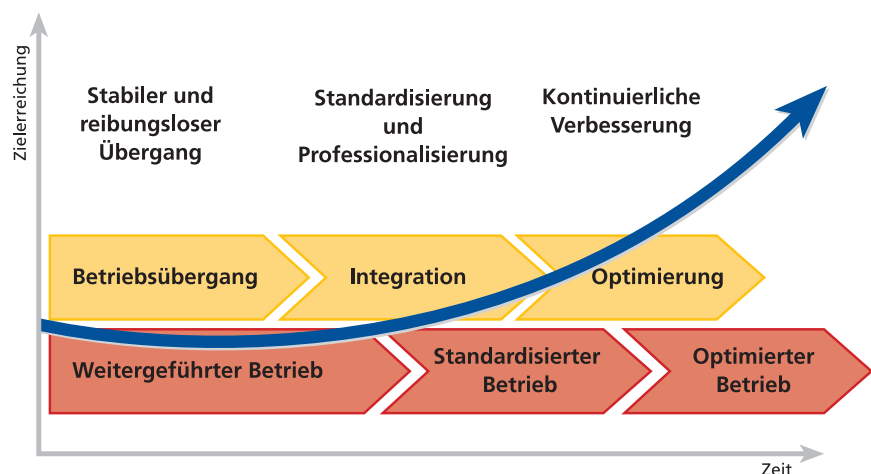 Zielerreichung
Stabiler und
reibungsloser
Übergang
Standardisierung
und
Professionalisierung
Kontinuierliche
Verbesserung
Betriebsübergang
Integration
Optimierung
Weitergeführter Betrieb
Standardisierter
Betrieb
Optimierter
Betrieb
Zeit